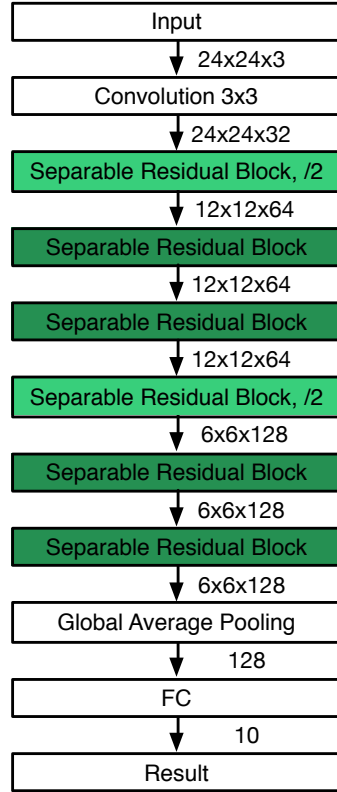 Input
24x24x3
Convolution 3x3
24x24x32
Separable Residual Block, /2
12x12x64
Separable Residual Block
12x12x64
Separable Residual Block
12x12x64
Separable Residual Block, /2
6x6x128
Separable Residual Block
6x6x128
Separable Residual Block
6x6x128
Global Average Pooling
128
FC
10
Result